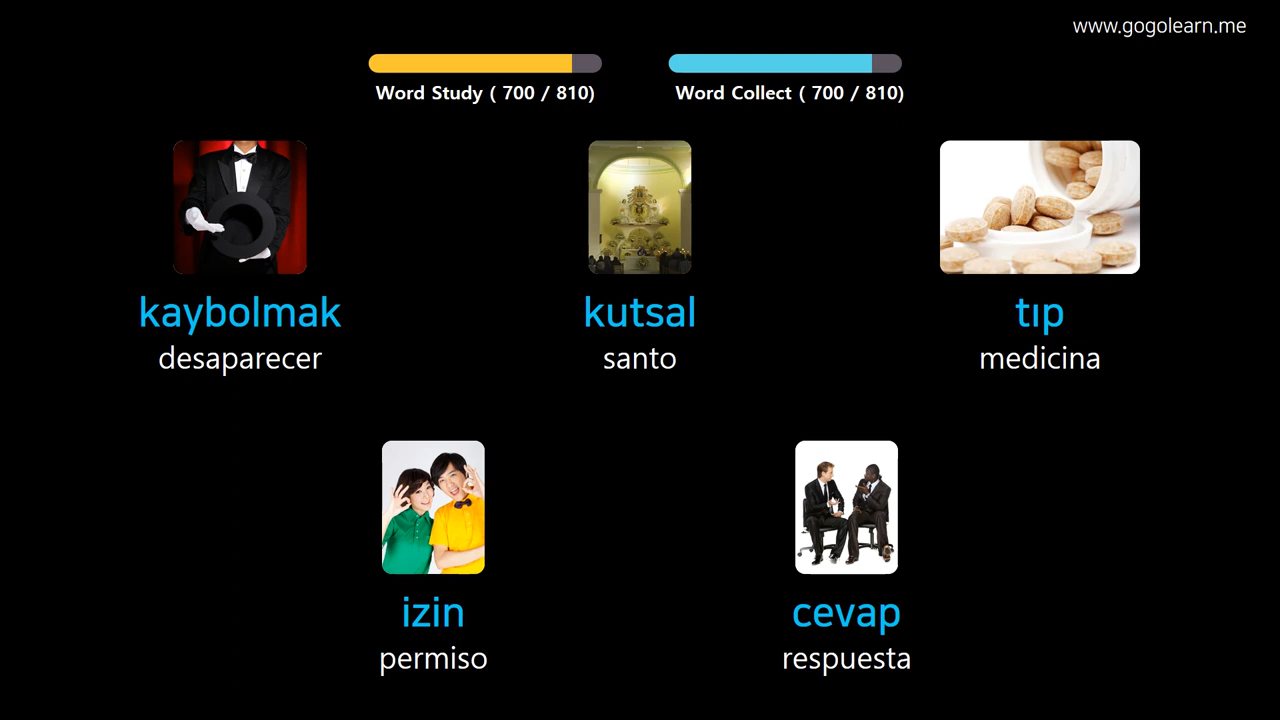 www.gogolearn.me
Word Study ( 700 / 810)
Word Collect ( 700 / 810)
kaybolmak
desaparecer
kutsal
santo
tıp
medicina
izin
permiso
cevap
respuesta